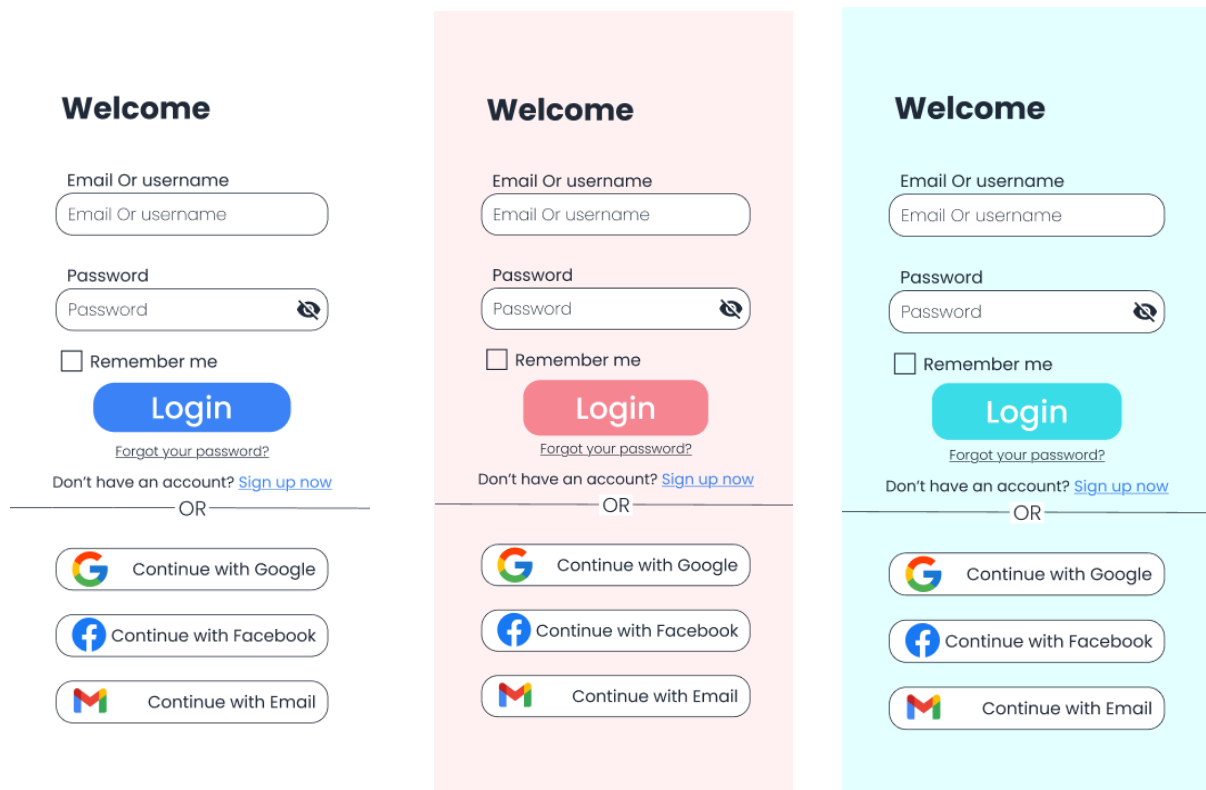 Welcome
Email Or username
Email Or username
Password
Password
Remember me
Login
Forgot your password?
Don't have an account? Sign up now
OR
Continue with Google
Continue with Facebook
Continue with Email
Welcome
Email Or username
Email Or username
Password
Password
Remember me
Login
Forgot your password?
Don't have an account? Sign up now
OR
Continue with Google
Continue with Facebook
Continue with Email
Welcome
Email Or username
Email Or username
Password
Password
Remember me
Login
Forgot your password?
Don't have an account? Sign up now
OR
Continue with Google
Continue with Facebook
Continue with Email